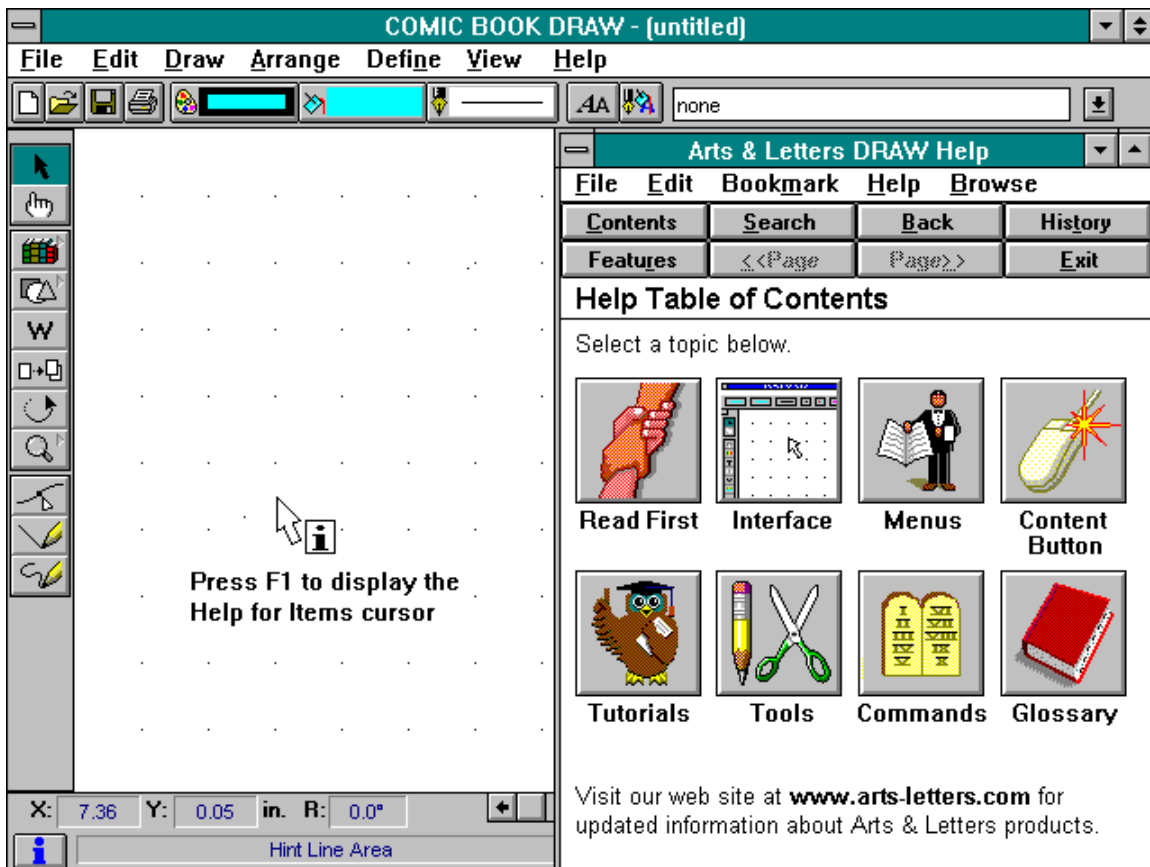 COMIC BOOK DRAW - (untitled)
File Edit Draw Arrange Define View Help
AA A none
W
Press F1 to display the
Help for Items cursor
X: 7.36 Y: 0.05 in. R: 0.0°
Hint Line Area
Arts & Letters DRAW Help
File Edit Bookmark Help Browse
Contents Search Back History
Features <<Page Page>> Exit
Help Table of Contents
Select a topic below.
Read First Interface Menus Content
Button
Tutorials Tools Commands Glossary
Visit our web site at www.arts-letters.com for
updated information about Arts & Letters products.